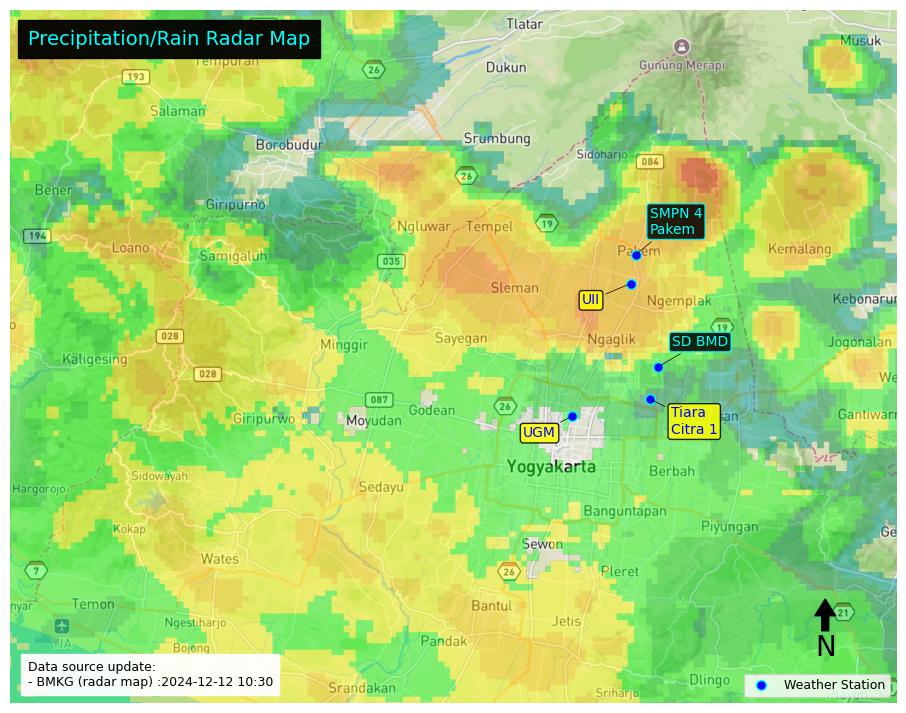 Precipitation/Rain Radar Map
Tlatar
Musuk
Tempuran
26
Gunung Merapi
193
Dukun
Salaman
Srumbung
Borobudur
Sidoharjo
084
26
Bener
Giripurno
SMPN 4
Pakem
Ngluwar
Tempel
19
194
Loano
Samigaluh
Pakem
Kemalang
035
Sleman
UII
Ngemplak
Kebonarum
028
Minggir
Sayegan
Ngaglik
19
SD BMD
Jogonalan
Kaligesing
028
We
087
Godean
26
Tiara
Citra 1
Gantiwarn
Giripurwo
Moyudan
UGM
Yogyakarta
Berbah
Sidowayah
Hargorojo
Sedayu
Banguntapan
Kokap
Piyungan
Ge
Wates
Sewon
7
26
Pleret
Temon
Bantul
21
Ngestiharjo
Jetis
YIA
Pandak
N
Bojong
Data source update:
- BMKG (radar map) :2024-12-12 10:30
Srandakan
Sriharjo
Dlingo
Weather Station